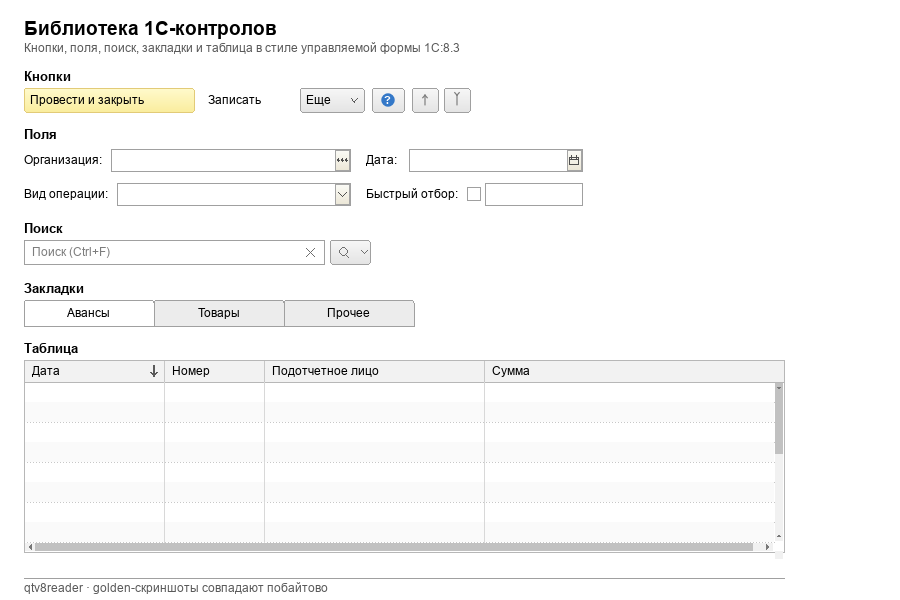 Библиотека 1С-контролов
Кнопки, поля, поиск, закладки и таблица в стиле управляемой формы 1С:8.3
Кнопки
Провести и закрыть Записать Еще ?
Поля
Организация: Дата:
Вид операции: Быстрый отбор:
Поиск
Поиск (Ctrl+F)
Закладки
Авансы Товары Прочее
Таблица
Дата Номер Подотчетное лицо Сумма
qtv8reader · golden-скриншоты совпадают побайтово